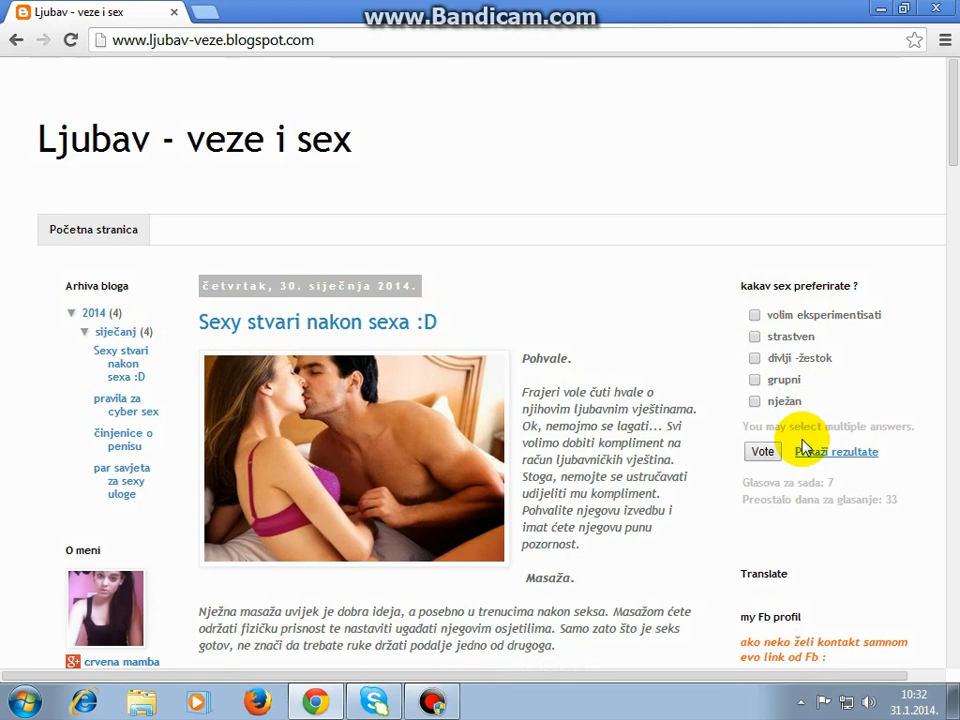 www.Bandicam.com
Ljubav - veze i sex
www.ljubav-veze.blogspot.com
Ljubav - veze i sex
Početna stranica
Arhiva bloga
▼ 2014 (4)
▼ siječanj (4)
Sexy stvari
nakon
sexa :D
pravila za
cyber sex
činjenice o
penisu
par savjeta
za sexy
uloge
O meni
crvena mamba
četvrtak, 30. siječnja 2014.
Sexy stvari nakon sexa :D
Pohvale.
Frajeri vole čuti hvale o
njihovim ljubavnim vještinama.
Ok, nemojmo se lagati... Svi
volimo dobiti kompliment na
račun ljubavničkih vještina.
Stoga, nemojte se ustručavati
udijeliti mu kompliment.
Pohvalite njegovu izvedbu i
imat ćete njegovu punu
pozornost.
Masaža.
Nježna masaža uvijek je dobra ideja, a posebno u trenucima nakon seksa. Masažom ćete
održati fizičku prisnost te nastaviti ugađati njegovim osjetilima. Samo zato što je seks
gotov, ne znači da trebate ruke držati podalje jedno od drugoga.
kakav sex preferirate ?
volim eksperimentisati
strastven
divlji -žestok
grupni
nježan
You may select multiple answers.
Vote
rezultate
Glasova za sada: 7
Preostalo dana za glasanje: 33
Translate
my Fb profil
ako neko želi kontakt samnom
evo link od Fb :
10:32
31.1.2014.